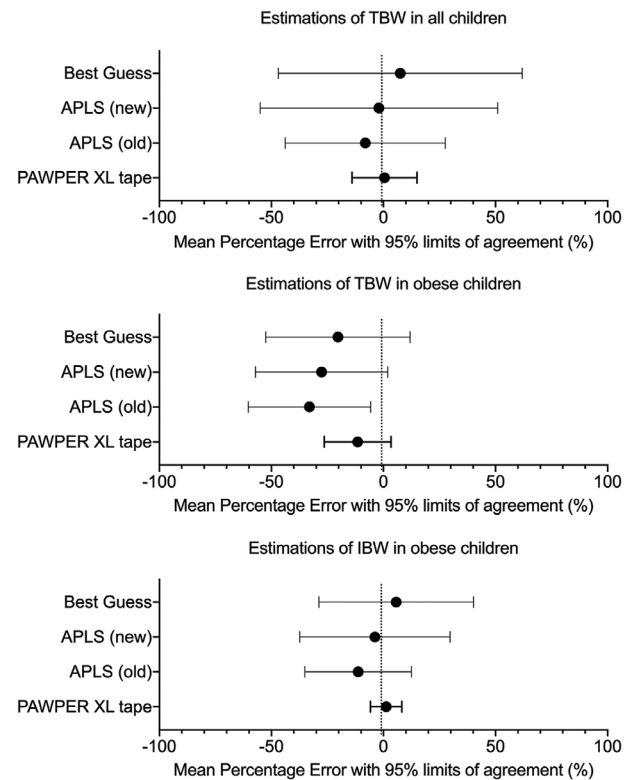 Estimations of TBW in all children
Best Guess
APLS (new)
APLS (old)
PAWPER XL tape
-100 -50 0 50 100
Mean Percentage Error with 95% limits of agreement (%)
Estimations of TBW in obese children
Best Guess
APLS (new)
APLS (old)
PAWPER XL tape
-100 -50 0 50 100
Mean Percentage Error with 95% limits of agreement (%)
Estimations of IBW in obese children
Best Guess
APLS (new)
APLS (old)
PAWPER XL tape
-100 -50 0 50 100
Mean Percentage Error with 95% limits of agreement (%)